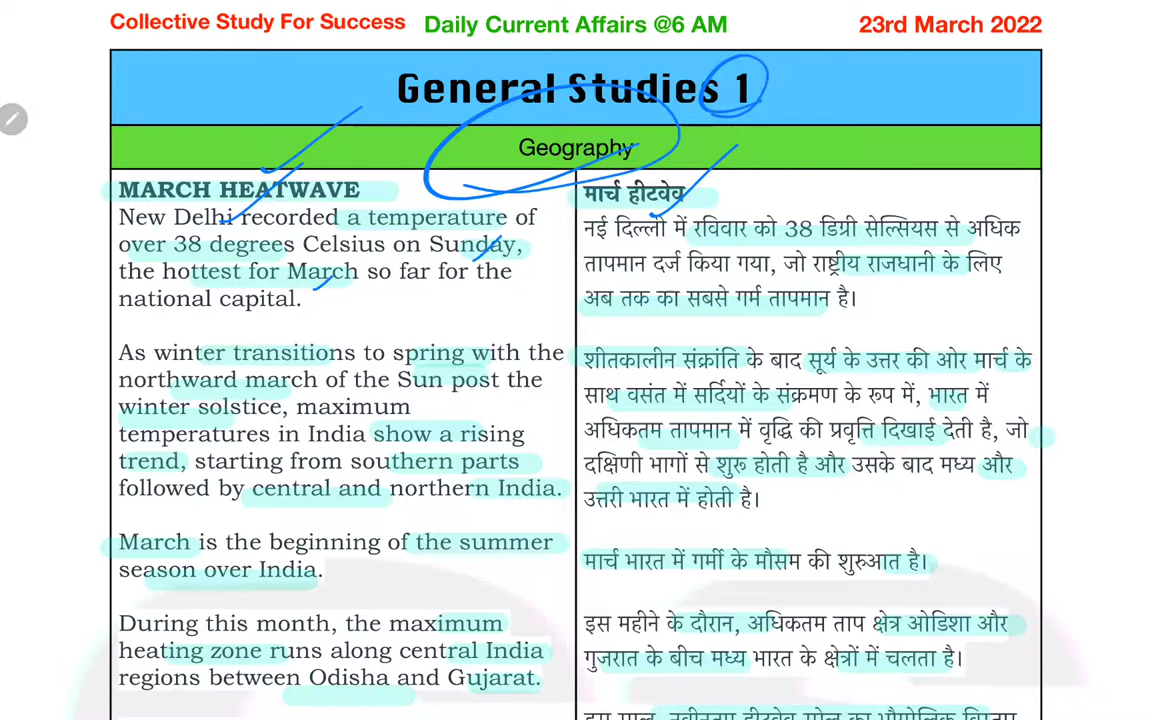 Collective Study For Success Daily Current Affairs @6 AM 23rd March 2022
General Studies 1
Geography
MARCH HEATWAVE
New Delhi recorded a temperature of
over 38 degrees Celsius on Sunday,
the hottest for March so far for the
national capital.
As winter transitions to spring with the
northward march of the Sun post the
winter solstice, maximum
temperatures in India show a rising
trend, starting from southern parts
followed by central and northern India.
March is the beginning of the summer
season over India.
During this month, the maximum
heating zone runs along central India
regions between Odisha and Gujarat.
मार्च हीटवेव
नई दिल्ली में रविवार को 38 डिग्री सेल्सियस से अधिक
तापमान दर्ज किया गया, जो राष्ट्रीय राजधानी के लिए
अब तक का सबसे गर्म तापमान है।
शीतकालीन संक्रांति के बाद सूर्य के उत्तर की ओर मार्च के
साथ वसंत में सर्दियों के संक्रमण के रूप में, भारत में
अधिकतम तापमान में वृद्धि की प्रवृत्ति दिखाई देती है, जो
दक्षिणी भागों से शुरू होती है और उसके बाद मध्य और
उत्तरी भारत में होती है।
मार्च भारत में गर्मी के मौसम की शुरुआत है।
इस महीने के दौरान, अधिकतम ताप क्षेत्र ओडिशा और
गुजरात के बीच मध्य भारत के क्षेत्रों में चलता है।